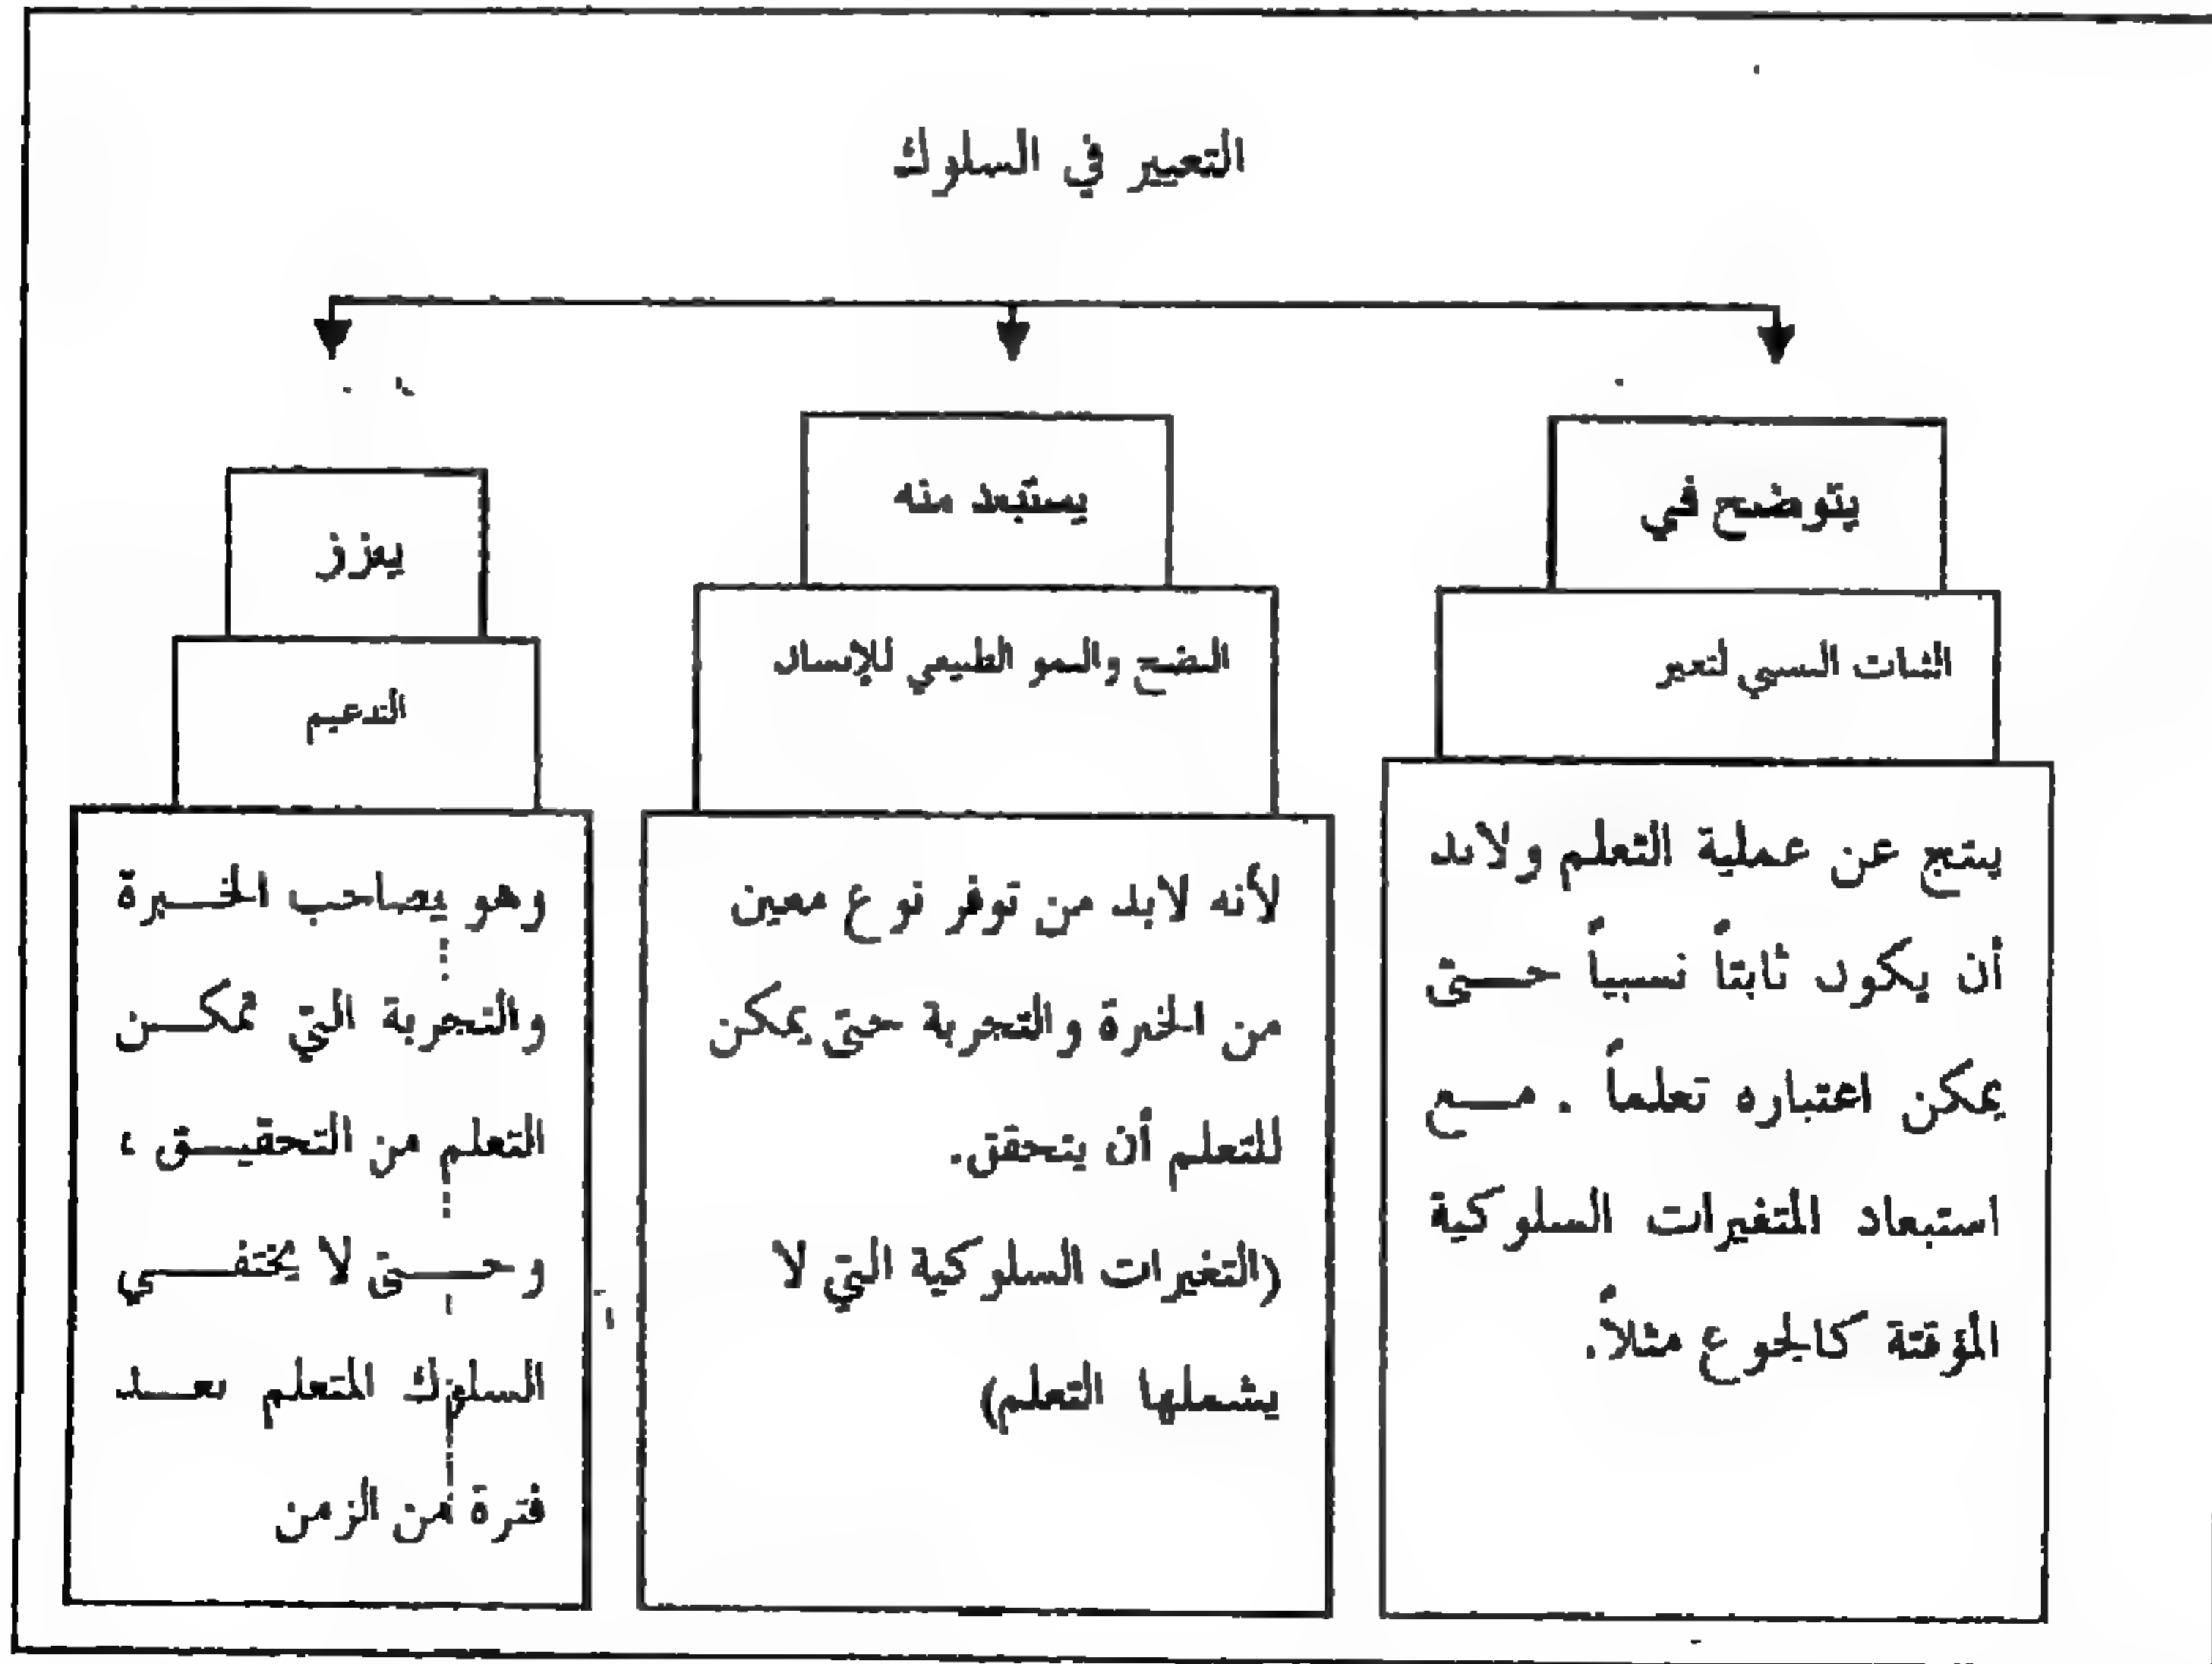 التغيير في السلوك
يتوضح في
الثبات النسبي لتغير
ينتج عن عملية التعلم ولابد
أن يكون ثابتاً نسبياً حتى
يمكن اعتباره تعلماً . مع
استبعاد المتغيرات السلوكية
المؤقتة كالجوع مثلاً.
يستبعد منه
النضج والنمو الطبيعي للإنسان
لأنه لابد من توفر نوع معين
من الخبرة والتجربة حتى يمكن
للتعلم أن يتحقق.
(التغيرات السلوكية التي لا
يشملها التعلم)
يعزز
التدعيم
وهو يصاحب الخبرة
والتجربة التي تمكن
التعلم من التحقيق ،
وحتى لا يختفي
السلوك المتعلم بعد
فترة من الزمن